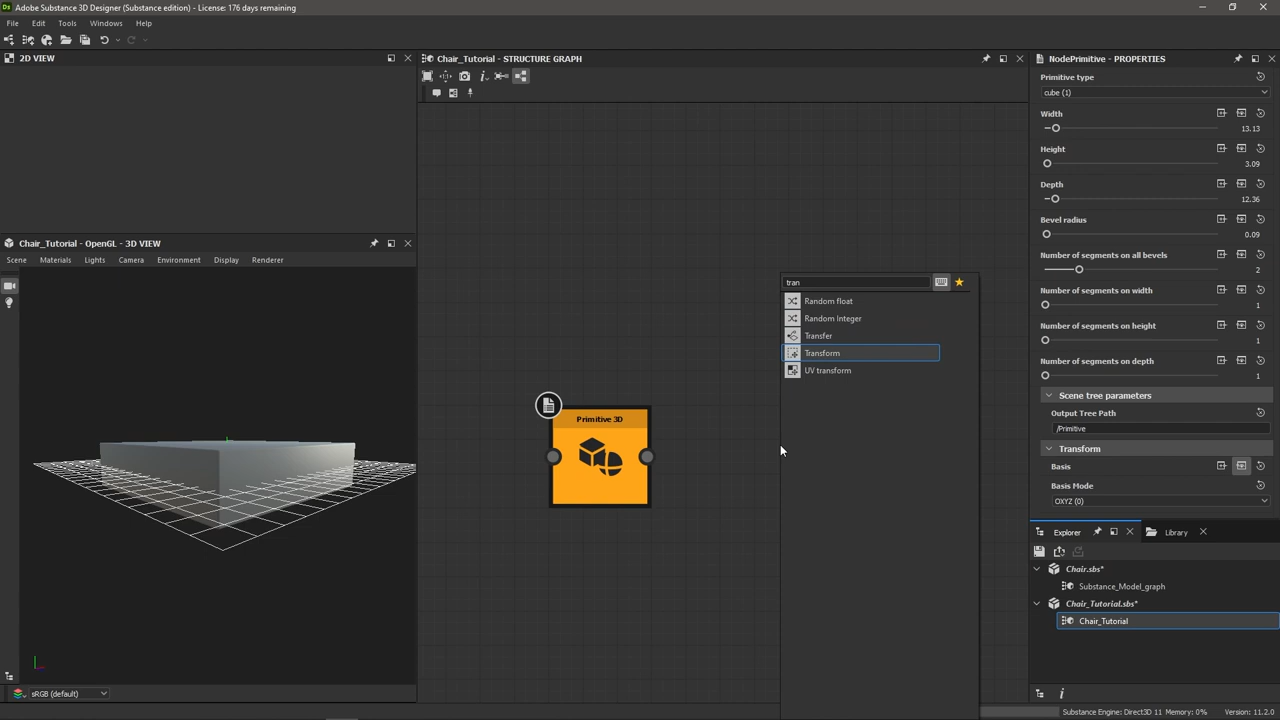 Adobe Substance 3D Designer (Substance edition) - License: 176 days remaining
File Edit Tools Windows Help
2D VIEW
Chair_Tutorial - OpenGL - 3D VIEW
Scene Materials Lights Camera Environment Display Renderer
sRGB (default)
Chair_Tutorial - STRUCTURE GRAPH
Primitive 3D
tran
Random float
Random Integer
Transfer
Transform
UV transform
NodePrimitive - PROPERTIES
Primitive type
cube (1)
Width
13.13
Height
3.09
Depth
12.36
Bevel radius
0.09
Number of segments on all bevels
2
Number of segments on width
1
Number of segments on height
1
Number of segments on depth
1
Scene tree parameters
Output Tree Path
/Primitive
Transform
Basis
Basis Mode
OXYZ (0)
Explorer Library
Chair.sbs*
Substance_Model_graph
Chair_Tutorial.sbs*
Chair_Tutorial
Substance Engine: Direct3D 11 Memory: 0% Version: 11.2.0